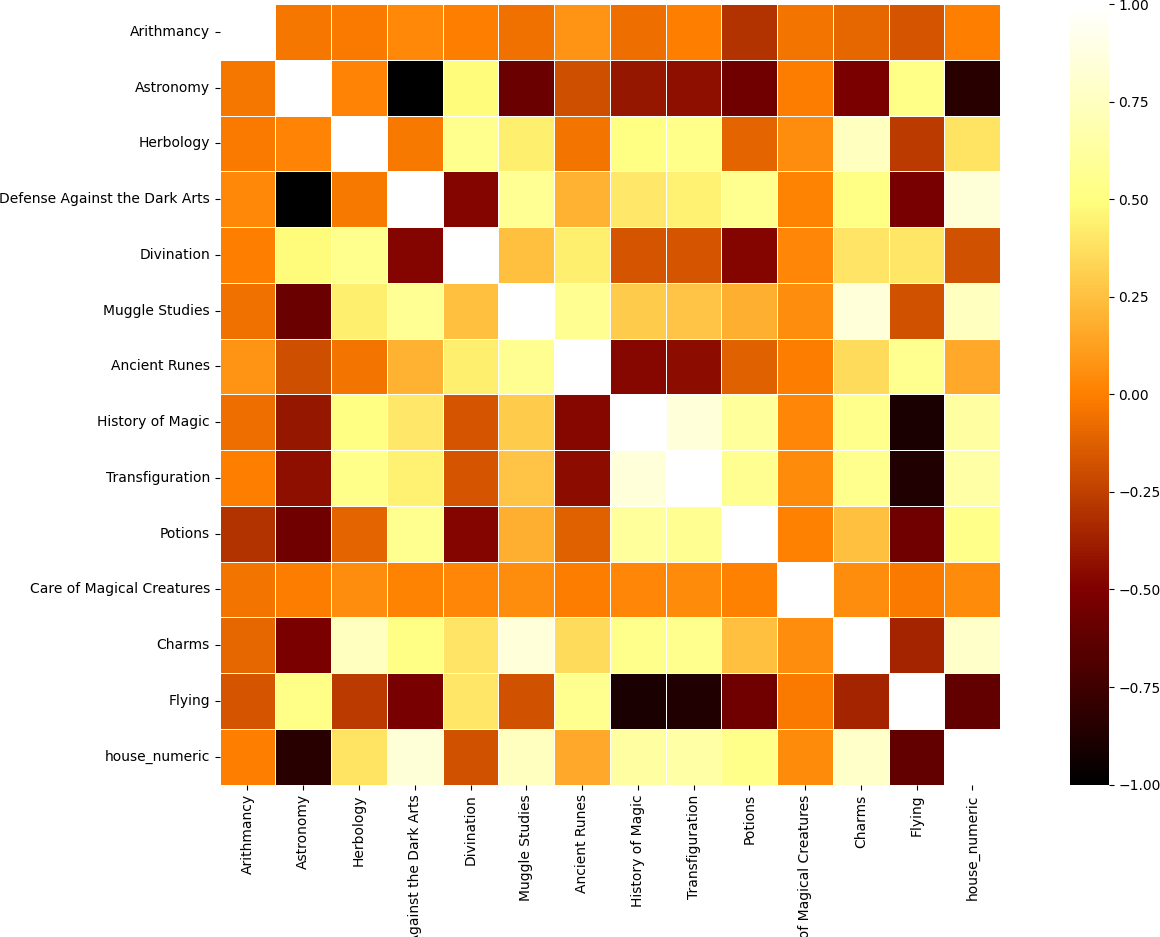 Arithmancy
Astronomy
Herbology
Defense Against the Dark Arts
Divination
Muggle Studies
Ancient Runes
History of Magic
Transfiguration
Potions
Care of Magical Creatures
Charms
Flying
house_numeric
Arithmancy
Astronomy
Herbology
Against the Dark Arts
Divination
Muggle Studies
Ancient Runes
History of Magic
Transfiguration
Potions
of Magical Creatures
Charms
Flying
house_numeric
1.00
0.75
0.50
0.25
0.00
−0.25
−0.50
−0.75
−1.00